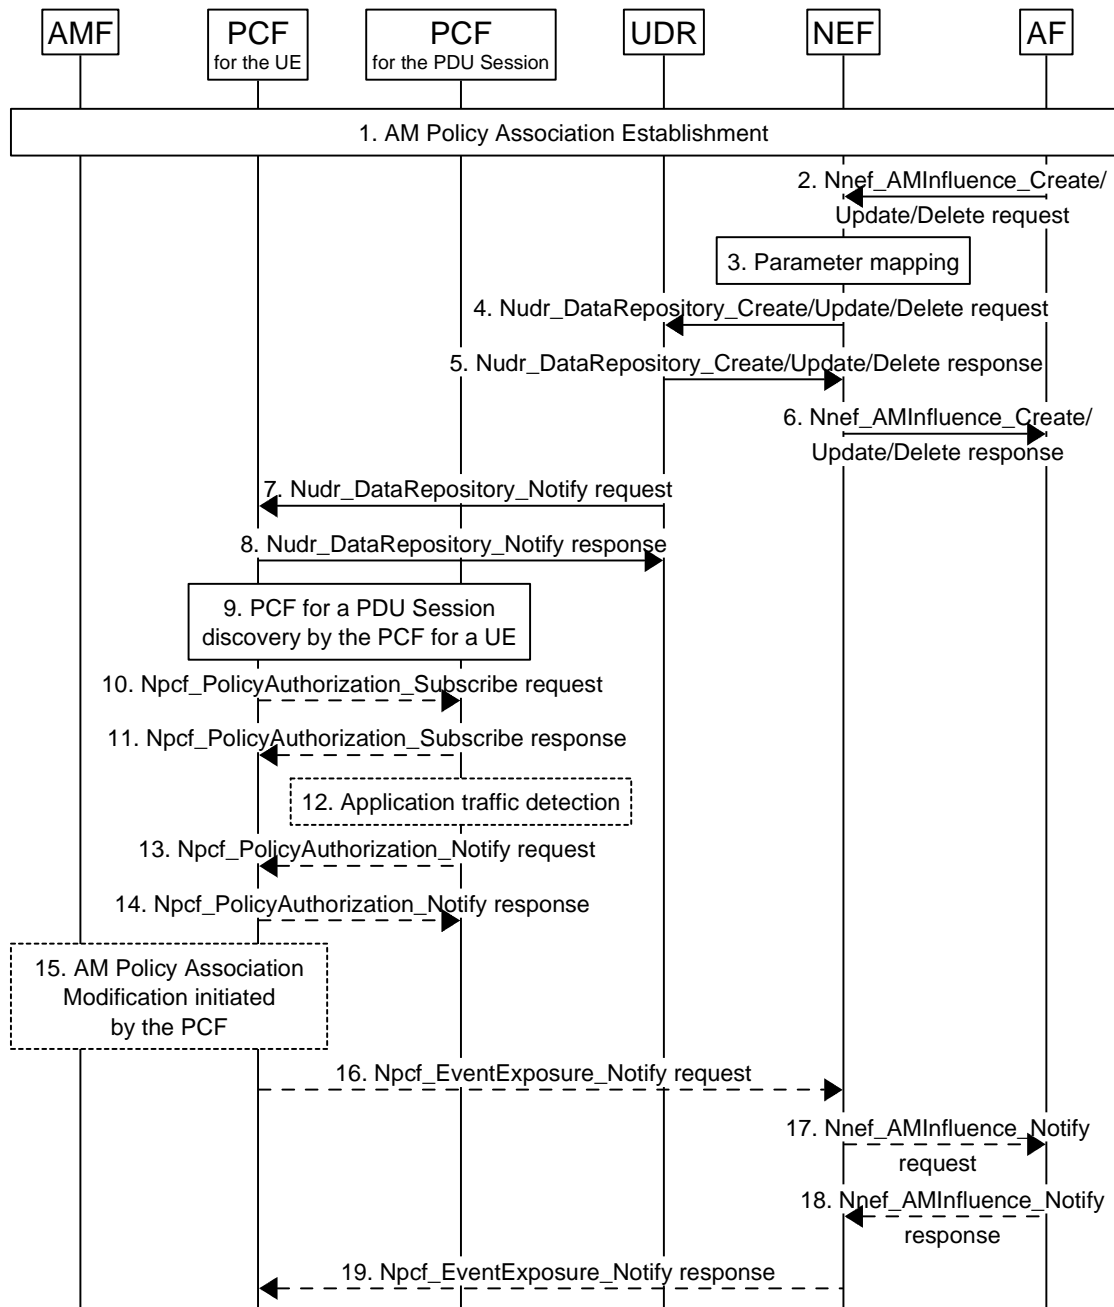 AMF
PCF
for the UE
PCF
for the PDU Session
UDR
NEF
AF
1. AM Policy Association Establishment
2. Nnef_AMInfluence_Create/
Update/Delete request
3. Parameter mapping
4. Nudr_DataRepository_Create/Update/Delete request
5. Nudr_DataRepository_Create/Update/Delete response
6. Nnef_AMInfluence_Create/
Update/Delete response
7. Nudr_DataRepository_Notify request
8. Nudr_DataRepository_Notify response
9. PCF for a PDU Session
discovery by the PCF for a UE
10. Npcf_PolicyAuthorization_Subscribe request
11. Npcf_PolicyAuthorization_Subscribe response
12. Application traffic detection
13. Npcf_PolicyAuthorization_Notify request
14. Npcf_PolicyAuthorization_Notify response
15. AM Policy Association
Modification initiated
by the PCF
16. Npcf_EventExposure_Notify request
17. Nnef_AMInfluence_Notify
request
18. Nnef_AMInfluence_Notify
response
19. Npcf_EventExposure_Notify response